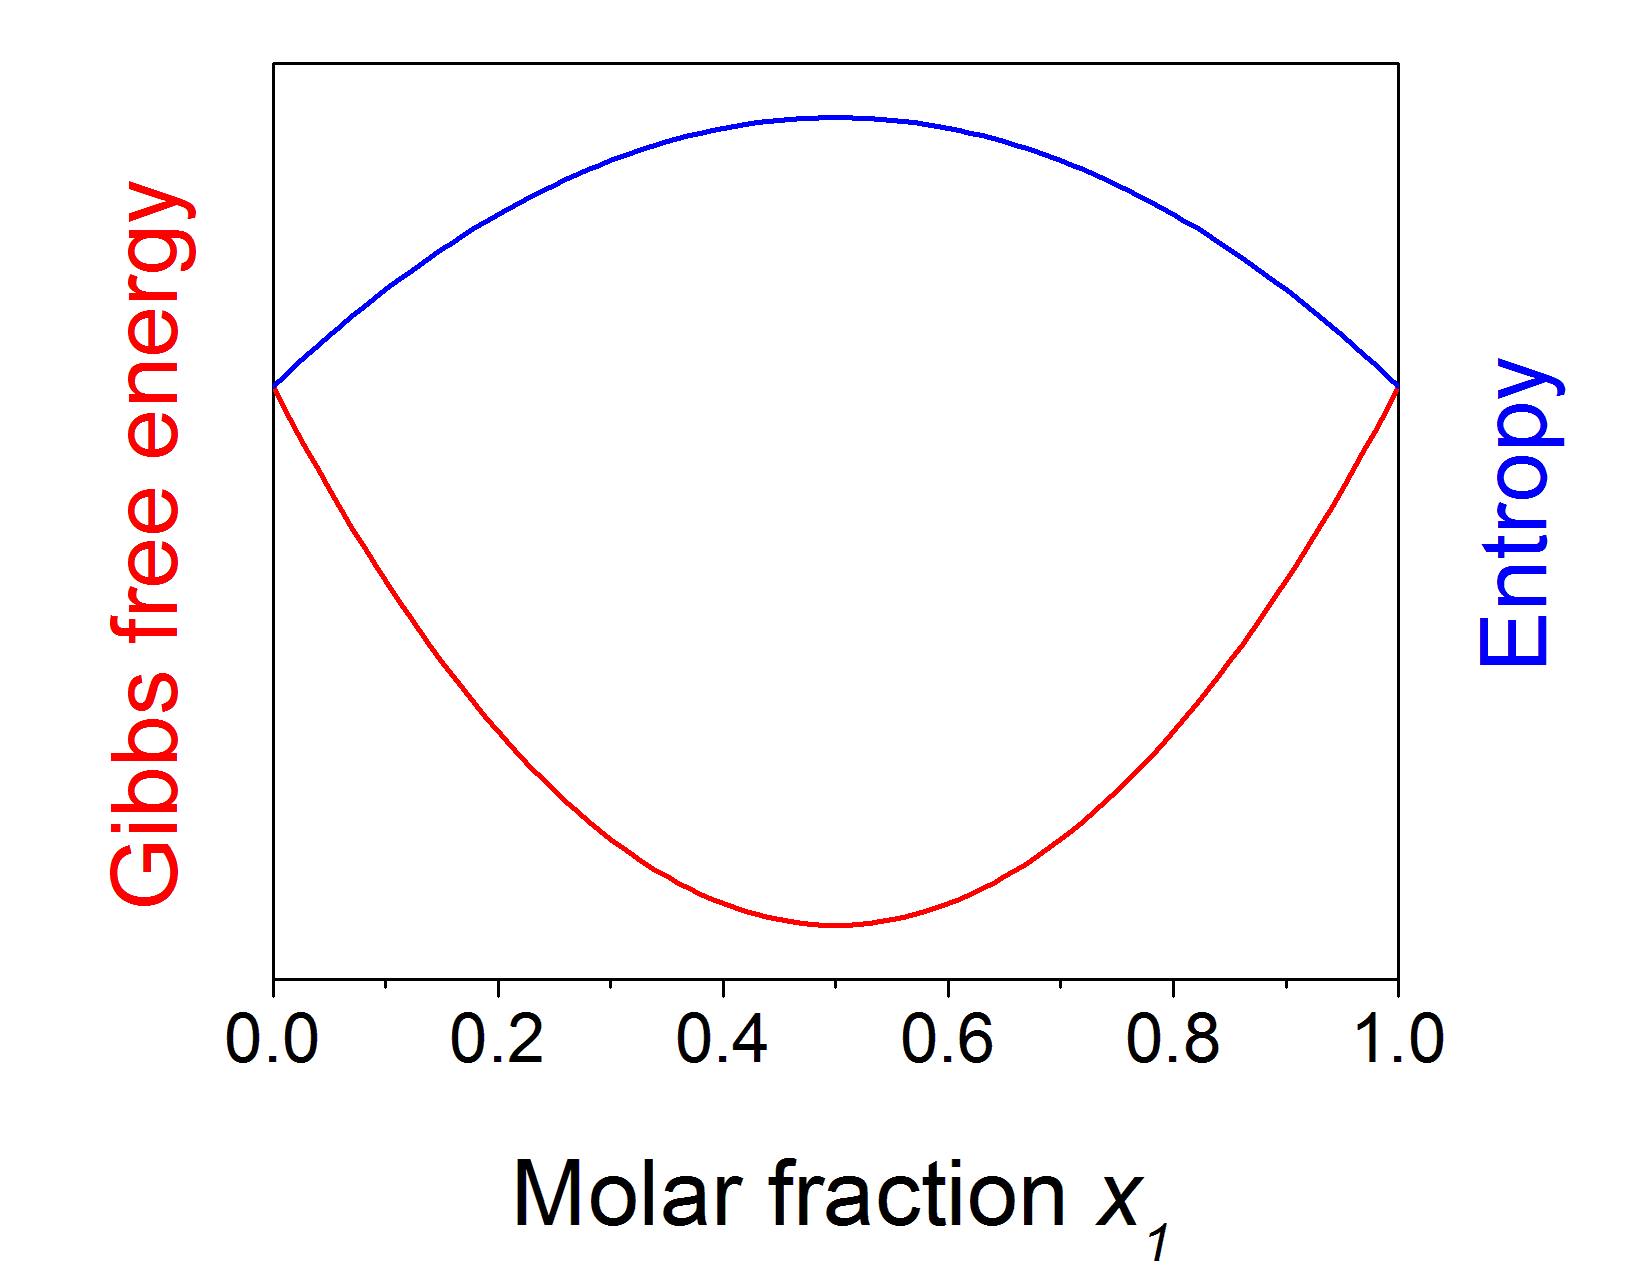 Gibbs free energy
Entropy
0.0 0.2 0.4 0.6 0.8 1.0
Molar fraction x1